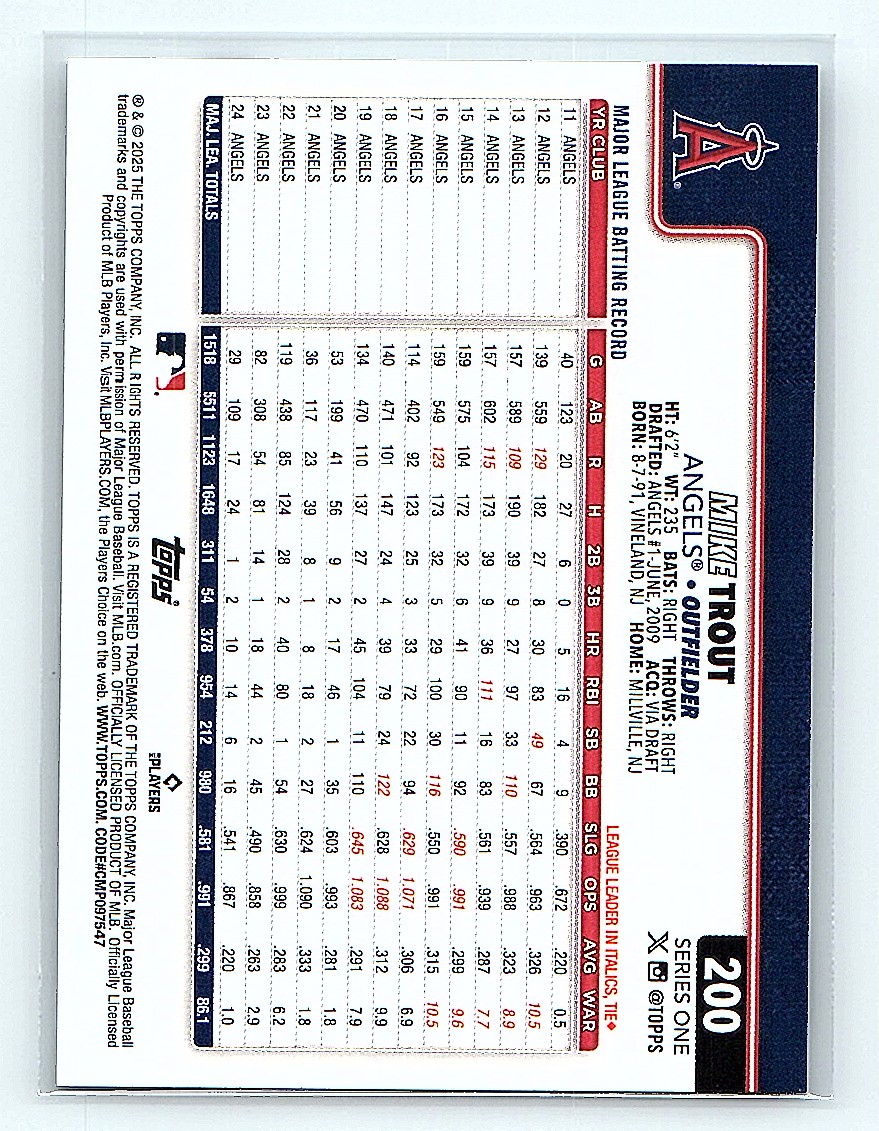 A
®
200
SERIES ONE
@TOPPS
MIKE TROUT
ANGELS® • OUTFIELDER
HT: 6'2" WT: 235 BATS: RIGHT THROWS: RIGHT
DRAFTED: ANGELS #1-JUNE, 2009 ACQ: VIA DRAFT
BORN: 8-7-91, VINELAND, NJ HOME: MILLVILLE, NJ
MAJOR LEAGUE BATTING RECORD LEAGUE LEADER IN ITALICS, TIE♦
YR CLUB G AB R H 2B 3B HR RBI SB BB SLG OPS AVG WAR
11 ANGELS 40 123 20 27 6 0 5 16 4 9 .390 .672 .220 0.5
12 ANGELS 139 559 129 182 27 8 30 83 49 67 .564 .963 .326 10.5
13 ANGELS 157 589 109 190 39 9 27 97 33 110 .557 .988 .323 8.9
14 ANGELS 157 602 115 173 39 9 36 111 16 83 .561 .939 .287 7.7
15 ANGELS 159 575 104 172 32 6 41 90 11 92 .590 .991 .299 9.6
16 ANGELS 159 549 123 173 32 5 29 100 30 116 .550 .991 .315 10.5
17 ANGELS 114 402 92 123 25 3 33 72 22 94 .629 1.071 .306 6.9
18 ANGELS 140 471 101 147 24 4 39 79 24 122 .628 1.088 .312 9.9
19 ANGELS 134 470 110 137 27 2 45 104 11 110 .645 1.083 .291 7.9
20 ANGELS 53 199 41 56 9 2 17 46 1 35 .603 .993 .281 1.8
21 ANGELS 36 117 23 39 8 1 8 18 2 27 .624 1.090 .333 1.8
22 ANGELS 119 438 85 124 28 2 40 80 1 54 .630 .999 .283 6.2
23 ANGELS 82 308 54 81 14 1 18 44 2 45 .490 .858 .263 2.9
24 ANGELS 29 109 17 24 1 2 10 14 6 16 .541 .867 .220 1.0
MAJ. LEA. TOTALS 1518 5511 1123 1648 311 54 378 954 212 980 .581 .991 .299 86.1
topps®
PLAYERS
® & © 2025 THE TOPPS COMPANY, INC. ALL RIGHTS RESERVED. TOPPS IS A REGISTERED TRADEMARK OF THE TOPPS COMPANY, INC. Major League Baseball
trademarks and copyrights are used with permission of Major League Baseball. Visit MLB.com. OFFICIALLY LICENSED PRODUCT OF MLB. Officially Licensed
Product of MLB Players, Inc. Visit MLBPLAYERS.COM, the Players Choice on the web. WWW.TOPPS.COM. CODE#CMP097547